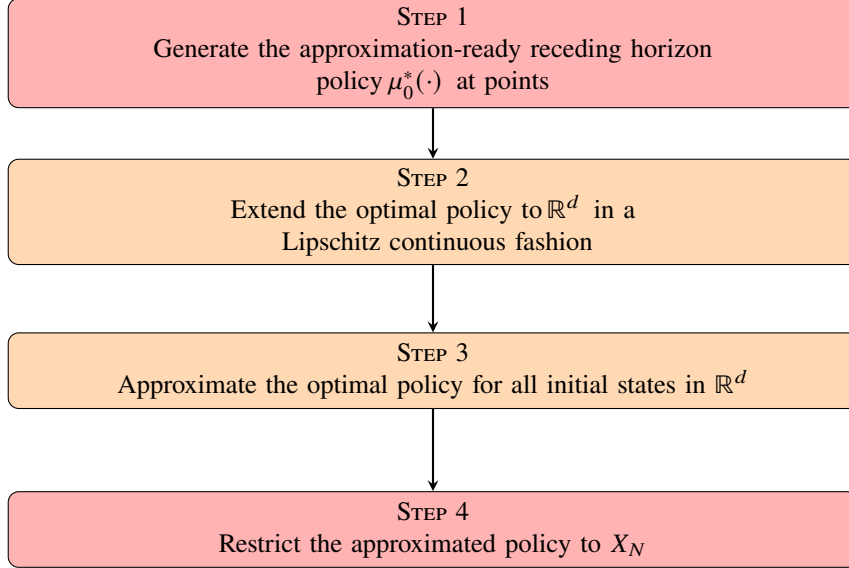 STEP 1
Generate the approximation-ready receding horizon
policy μ₀*(·) at points
STEP 2
Extend the optimal policy to ℝᵈ in a
Lipschitz continuous fashion
STEP 3
Approximate the optimal policy for all initial states in ℝᵈ
STEP 4
Restrict the approximated policy to X_N